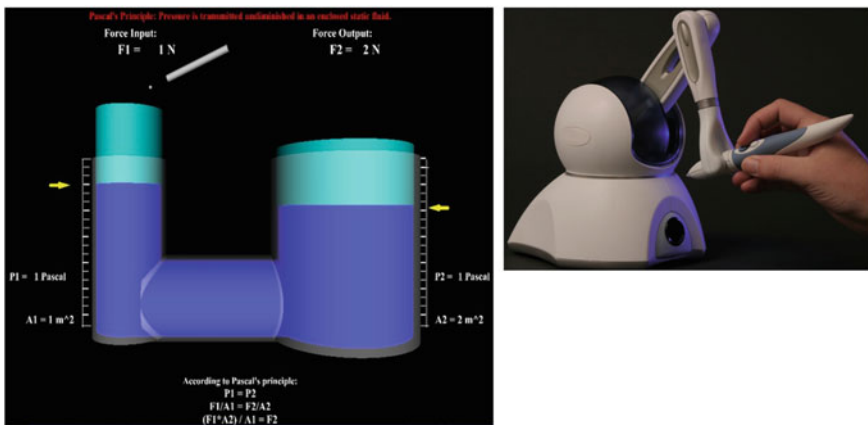 Pascal's Principle: Pressure is transmitted undiminished in an enclosed static fluid.
Force Input:
F1 = 1 N
Force Output:
F2 = 2 N
P1 = 1 Pascal
P2 = 1 Pascal
A1 = 1 m^2
A2 = 2 m^2
According to Pascal's principle:
P1 = P2
F1/A1 = F2/A2
(F1*A2) / A1 = F2